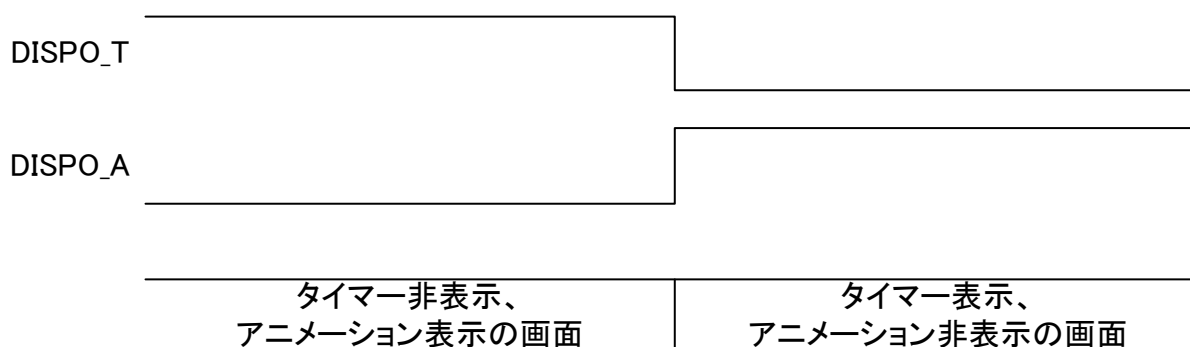 DISPO_T
DISPO_A
タイマー非表示、
アニメーション表示の画面
タイマー表示、
アニメーション非表示の画面